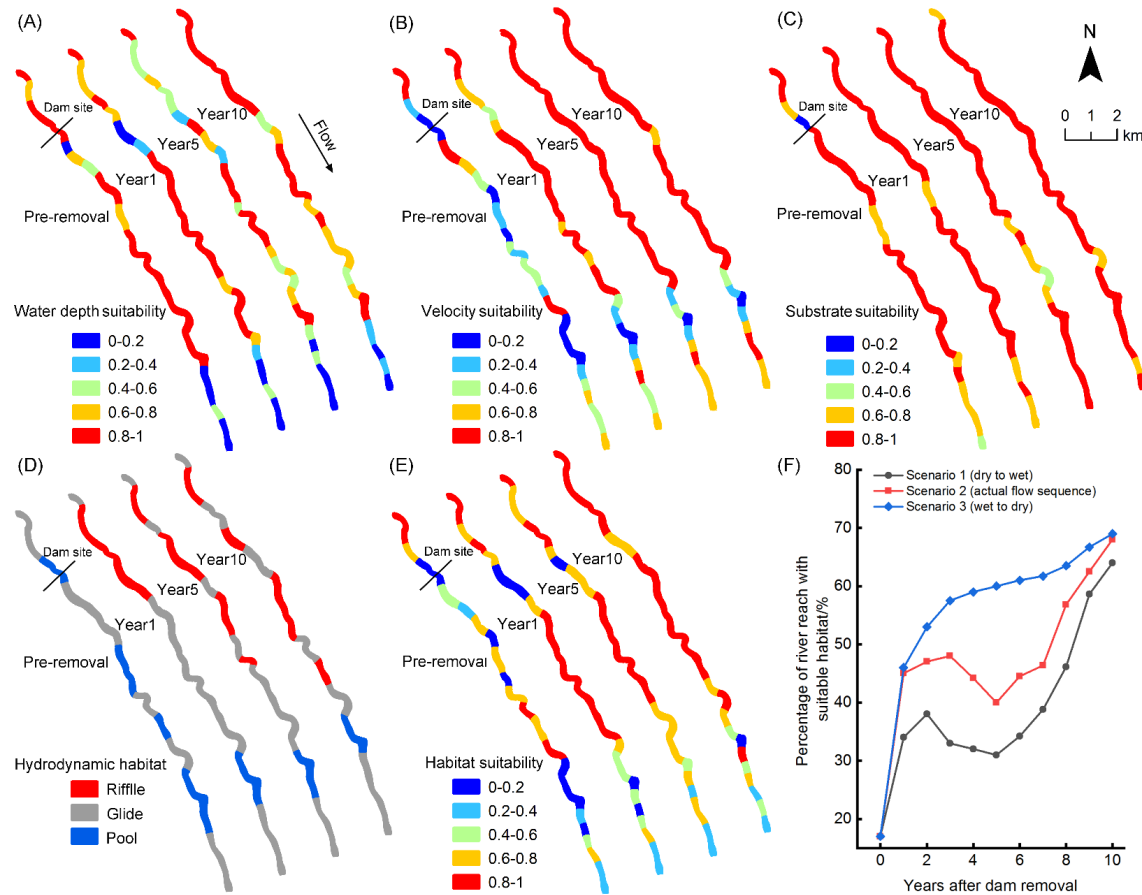 (A)
Dam site
Year10
Year5
Year1
Pre-removal
Flow
Water depth suitability
0-0.2
0.2-0.4
0.4-0.6
0.6-0.8
0.8-1
(B)
Dam site
Year10
Year5
Year1
Pre-removal
Velocity suitability
0-0.2
0.2-0.4
0.4-0.6
0.6-0.8
0.8-1
(C)
N
0 1 2
km
Dam site
Year10
Year5
Year1
Pre-removal
Substrate suitability
0-0.2
0.2-0.4
0.4-0.6
0.6-0.8
0.8-1
(D)
Dam site
Year10
Year5
Year1
Pre-removal
Hydrodynamic habitat
Rifflle
Glide
Pool
(E)
Dam site
Year10
Year5
Year1
Pre-removal
Habitat suitability
0-0.2
0.2-0.4
0.4-0.6
0.6-0.8
0.8-1
(F)
Scenario 1 (dry to wet)
Scenario 2 (actual flow sequence)
Scenario 3 (wet to dry)
Percentage of river reach with
suitable habitat/%
80
70
60
50
40
30
20
0 2 4 6 8 10
Years after dam removal